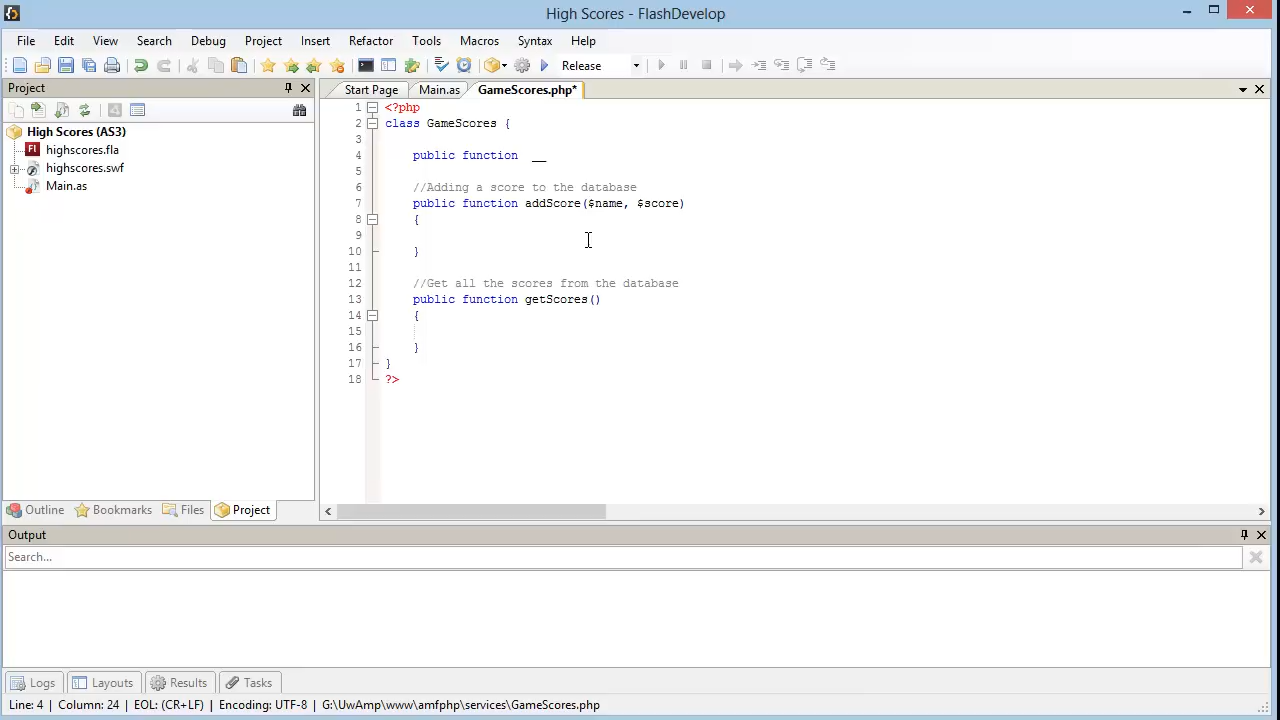 High Scores - FlashDevelop
File Edit View Search Debug Project Insert Refactor Tools Macros Syntax Help
Release
Project
Start Page Main.as GameScores.php*
High Scores (AS3)
highscores.fla
highscores.swf
Main.as
1 <?php
2 class GameScores {
3
4 public function __
5
6 //Adding a score to the database
7 public function addScore($name, $score)
8 {
9
10 }
11
12 //Get all the scores from the database
13 public function getScores()
14 {
15
16 }
17 }
18 ?>
Outline Bookmarks Files Project
Output
Search...
Logs Layouts Results Tasks
Line: 4 | Column: 24 | EOL: (CR+LF) | Encoding: UTF-8 | G:\UwAmp\www\amfphp\services\GameScores.php